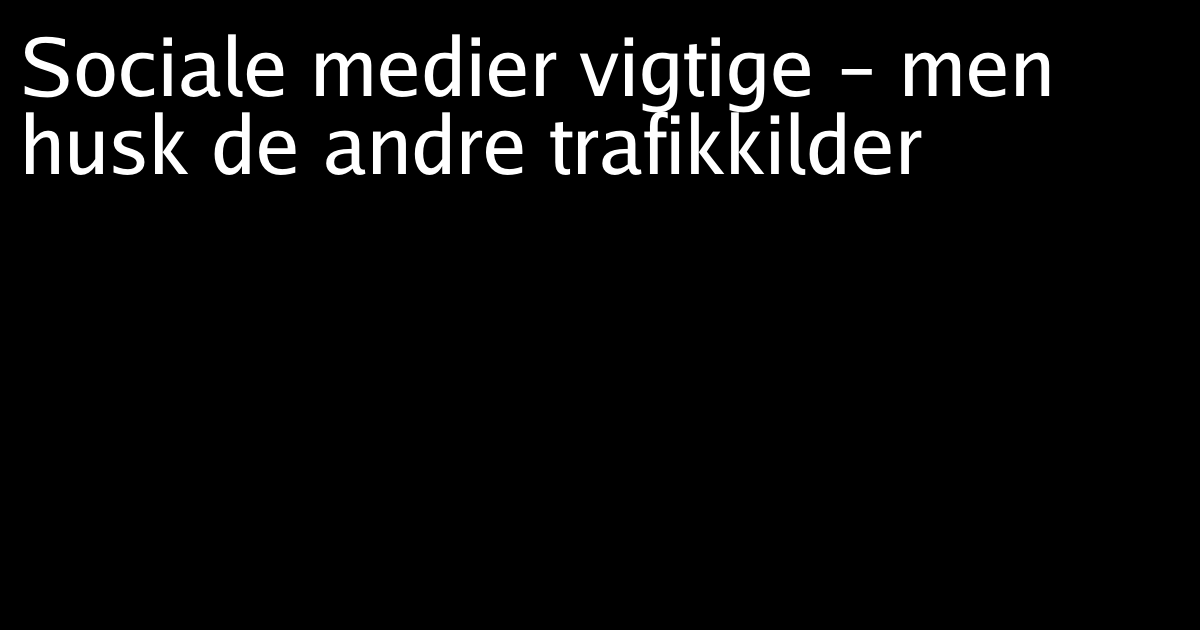 Sociale medier vigtige – men
husk de andre trafikkilder